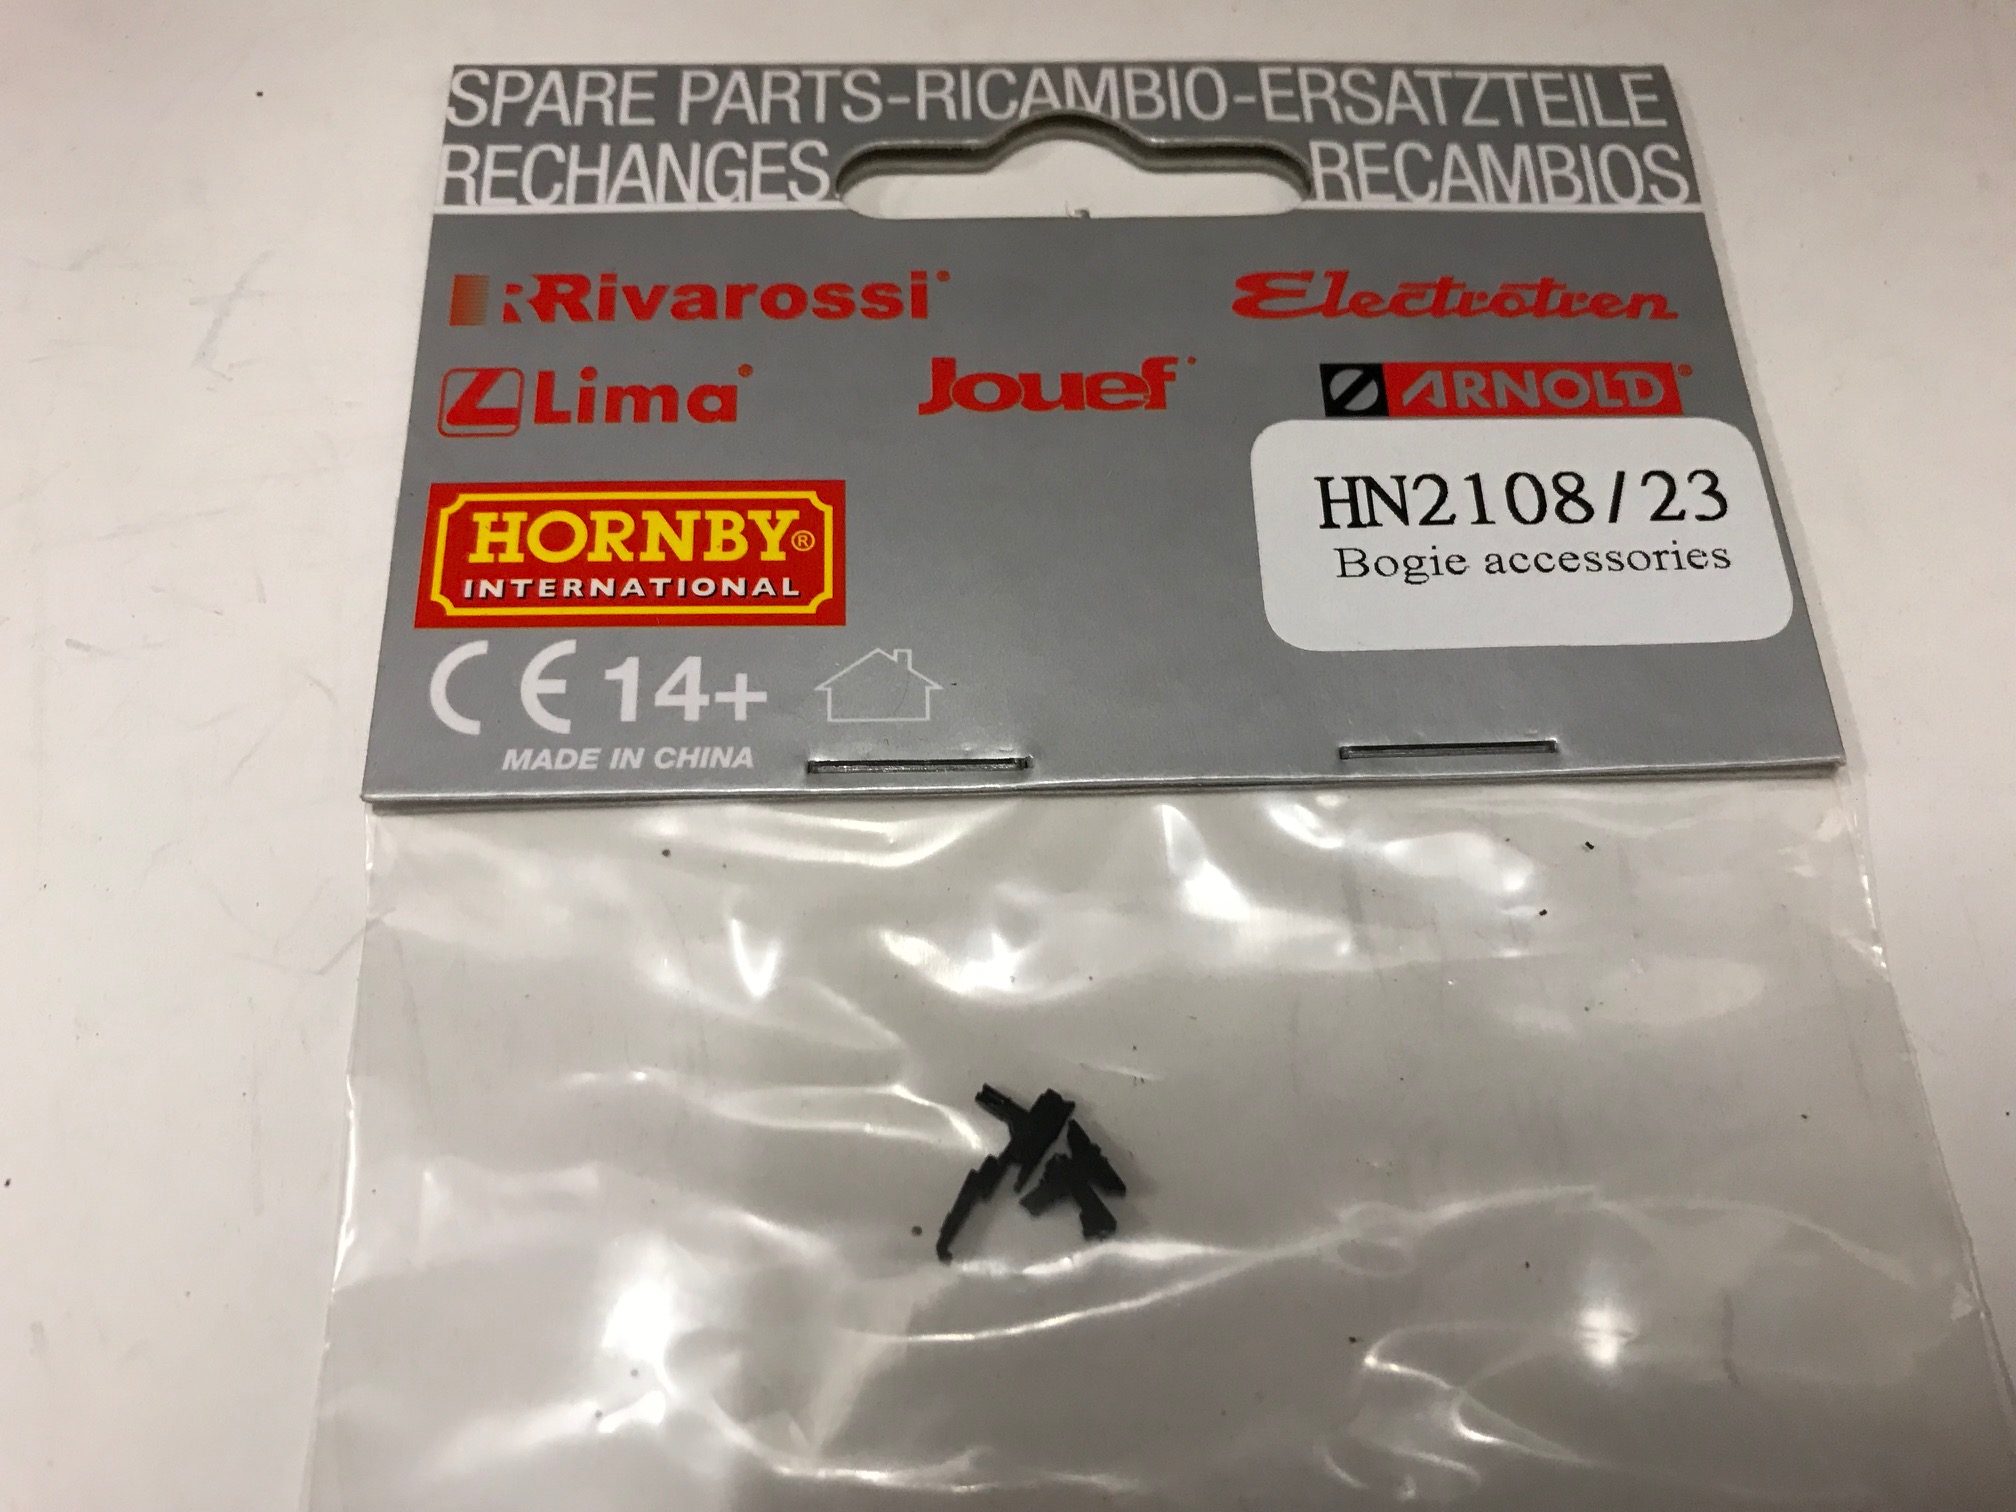 SPARE PARTS-RICAMBIO-ERSATZTEILE
RECHANGES RECAMBIOS
Rivarossi Electrotren
Lima Jouef ARNOLD
HORNBY®
INTERNATIONAL
HN2108/23
Bogie accessories
CE 14+
MADE IN CHINA